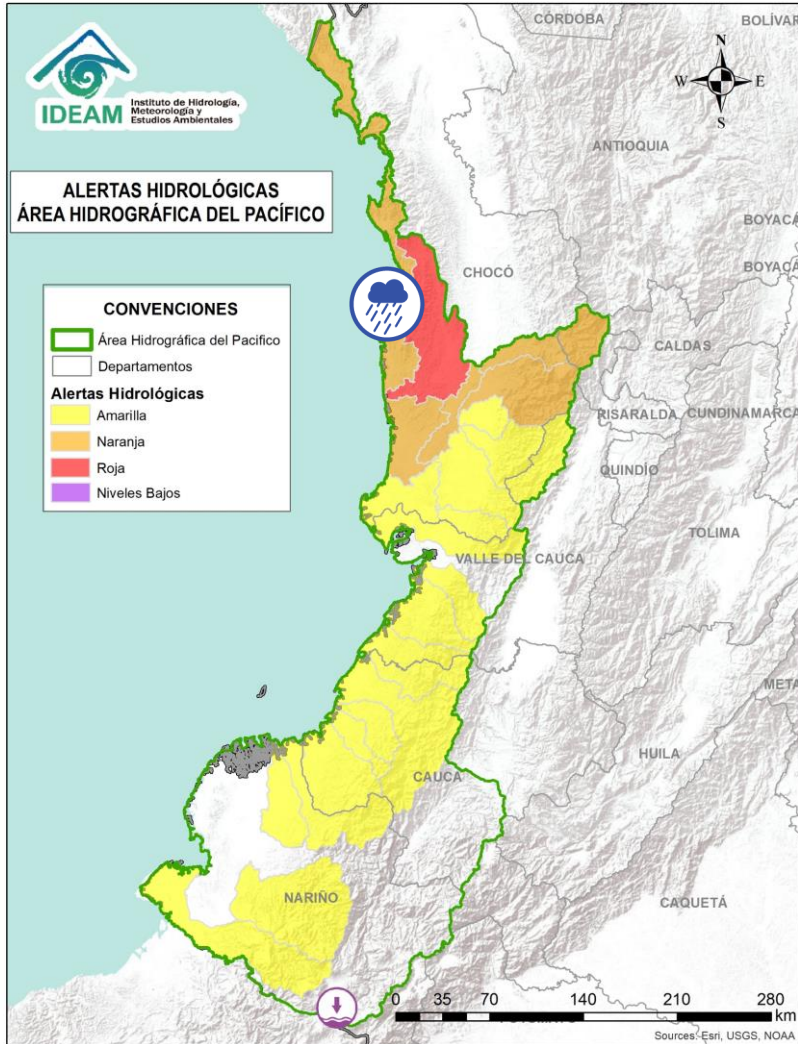 CÓRDOBA
BOLÍVAR
IDEAM
Instituto de Hidrología,
Meteorología y
Estudios Ambientales
N
W E
S
ANTIOQUIA
ALERTAS HIDROLÓGICAS
ÁREA HIDROGRÁFICA DEL PACÍFICO
BOYACÁ
BOYACÁ
CHOCÓ
CONVENCIONES
Área Hidrográfica del Pacifico
Departamentos
Alertas Hidrológicas
Amarilla
Naranja
Roja
Niveles Bajos
CALDAS
RISARALDA
CUNDINAMARCA
QUINDÍO
TOLIMA
VALLE DEL CAUCA
META
HUILA
CAUCA
NARIÑO
CAQUETÁ
0 35 70 140 210 280
km
Sources: Esri, USGS, NOAA